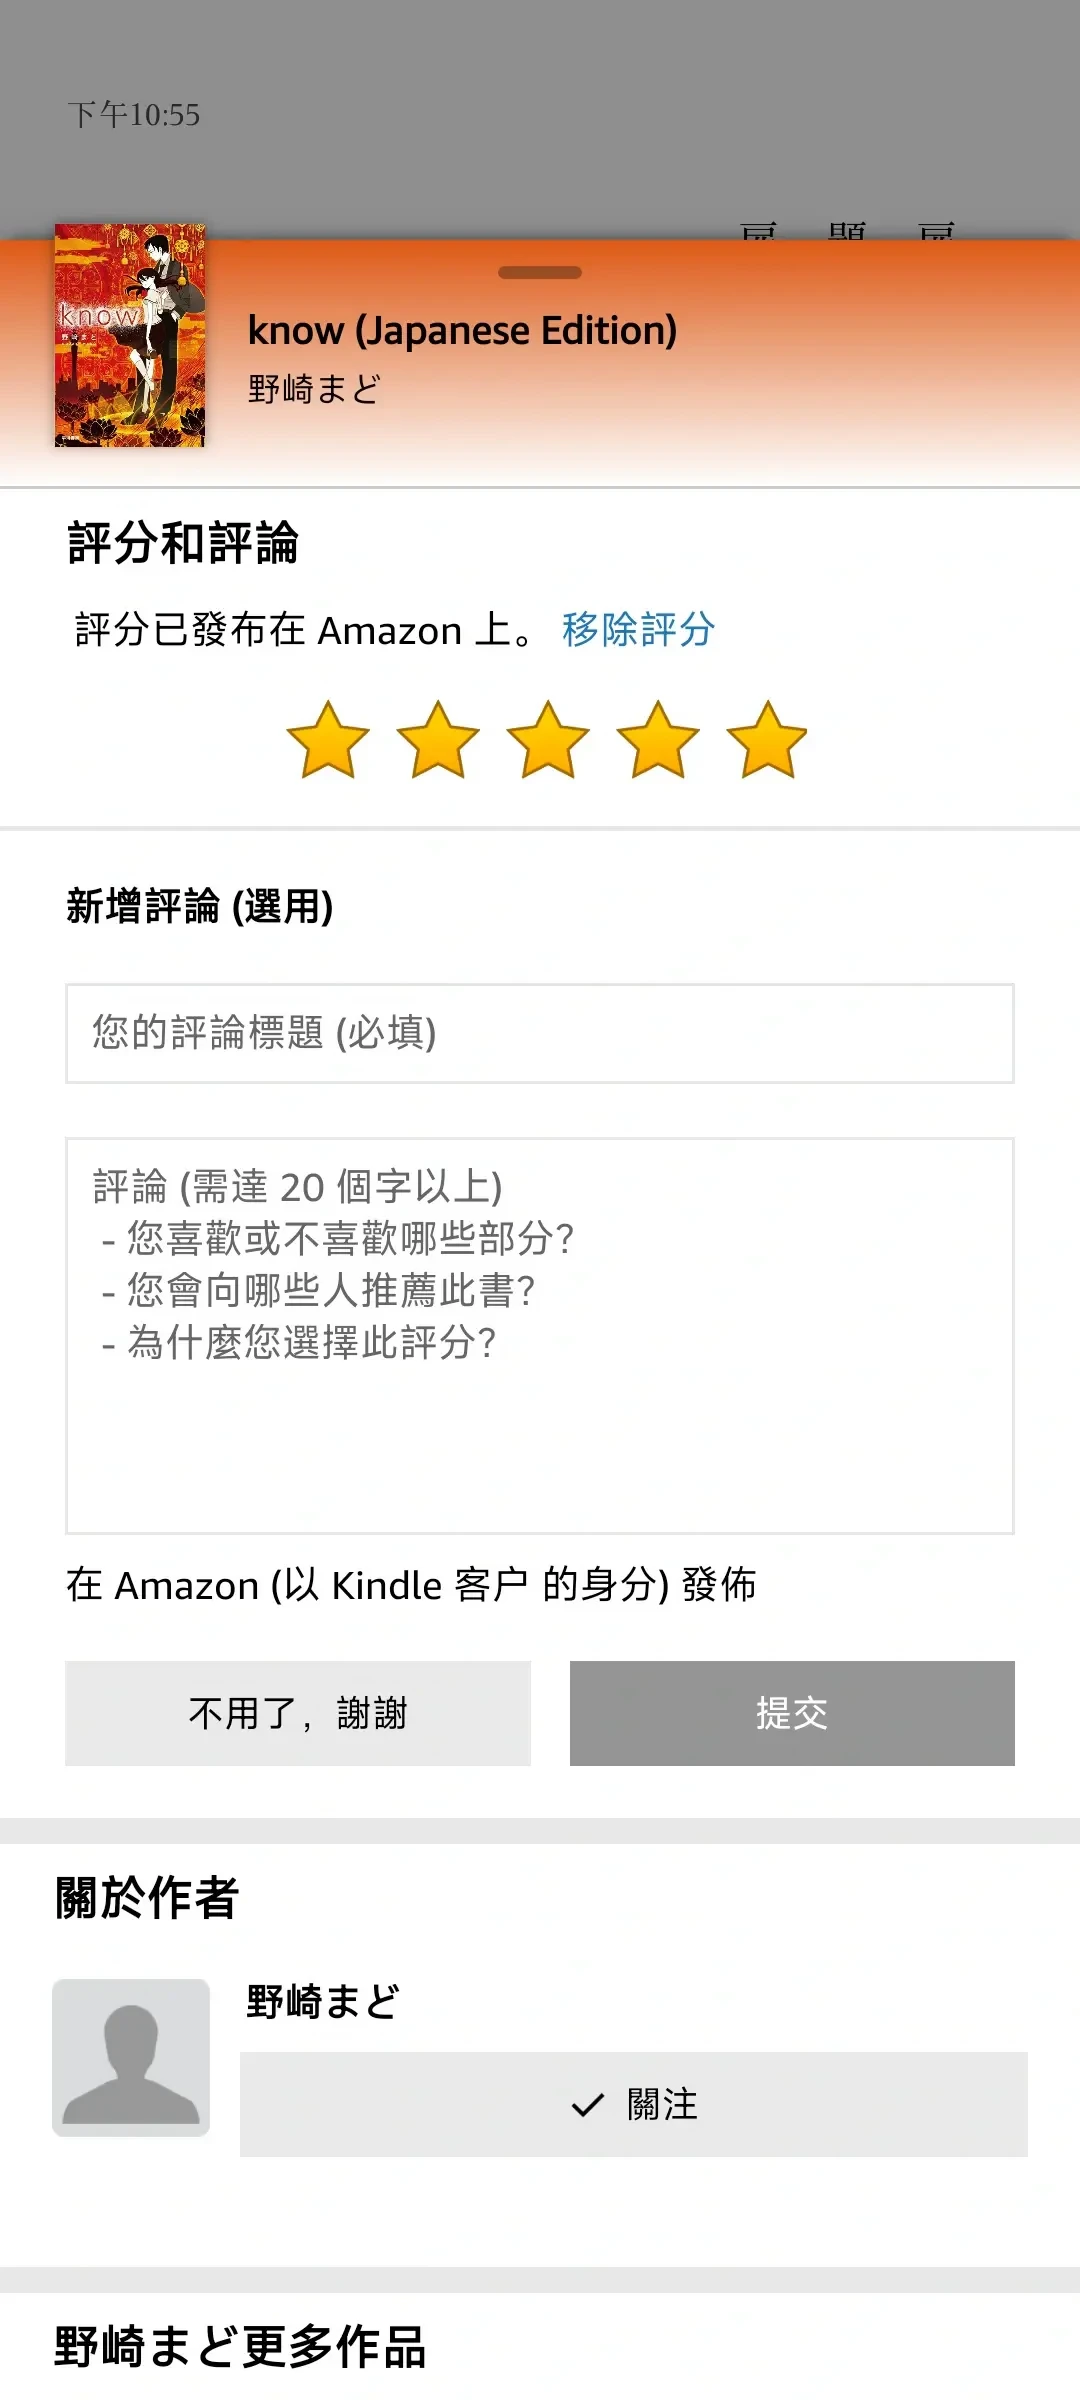 下午10:55
know
野崎まど
know (Japanese Edition)
野崎まど
評分和評論
評分已發布在 Amazon 上。 移除評分
新增評論 (選用)
您的評論標題 (必填)
評論 (需達 20 個字以上)
- 您喜歡或不喜歡哪些部分?
- 您會向哪些人推薦此書?
- 為什麼您選擇此評分?
在 Amazon (以 Kindle 客户 的身分) 發佈
不用了，謝謝
提交
關於作者
野崎まど
關注
野崎まど更多作品